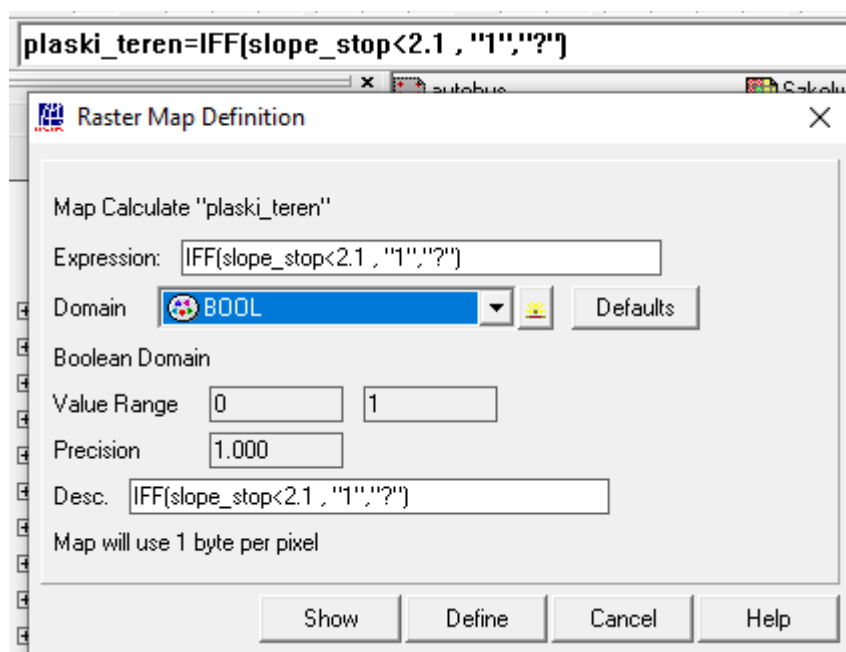 plaski_teren=IFF(slope_stop<2.1 , "1","?")
autobus
Raster Map Definition
Map Calculate "plaski_teren"
Expression: IFF(slope_stop<2.1 , "1","?")
Domain BOOL Defaults
Boolean Domain
Value Range 0 1
Precision 1.000
Desc. IFF(slope_stop<2.1 , "1","?")
Map will use 1 byte per pixel
Show Define Cancel Help